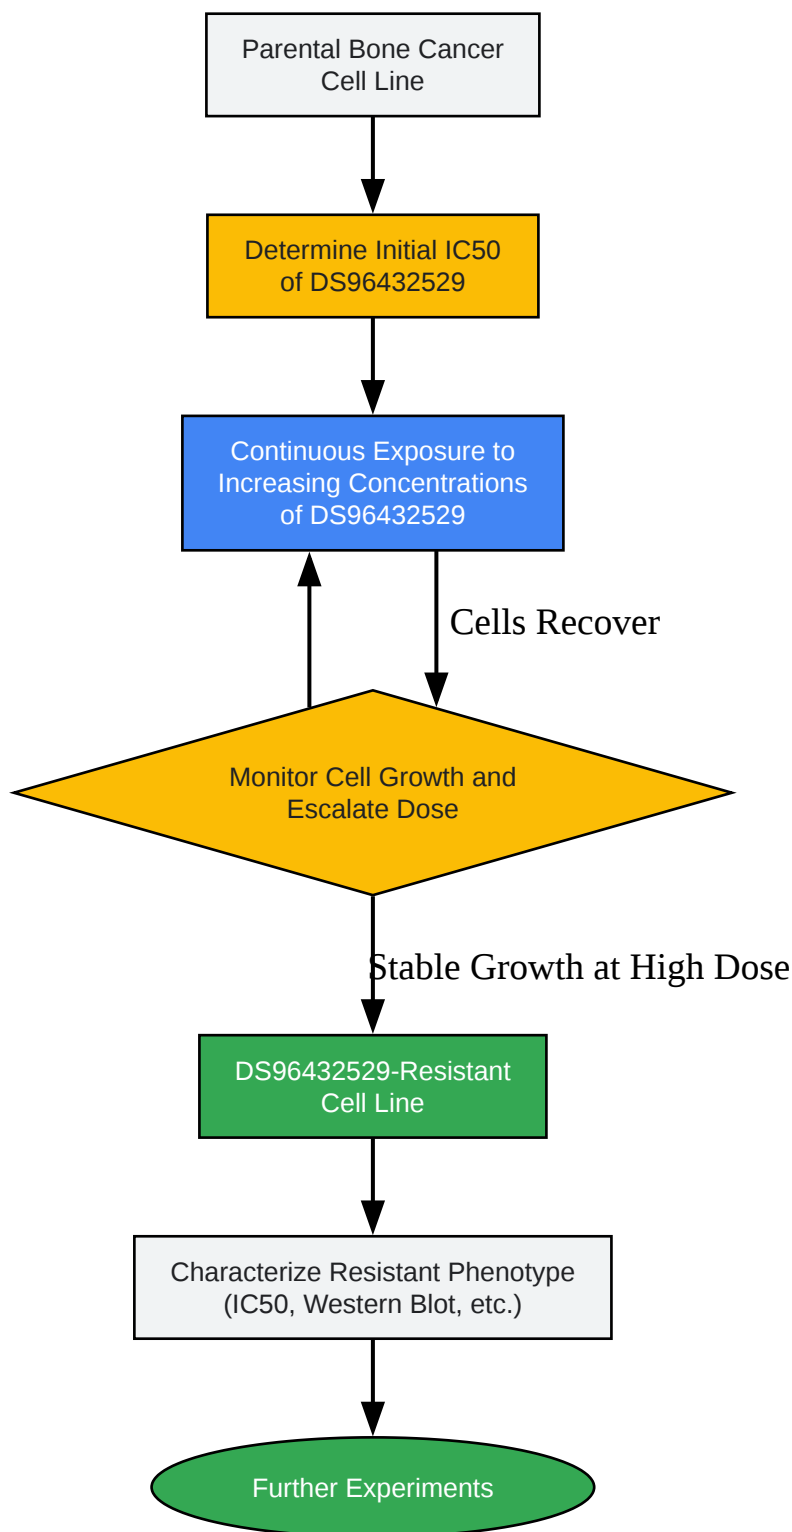 Parental Bone Cancer
Cell Line
Determine Initial IC50
of DS96432529
Continuous Exposure to
Increasing Concentrations
of DS96432529
Cells Recover
Monitor Cell Growth and
Escalate Dose
Stable Growth at High Dose
DS96432529-Resistant
Cell Line
Characterize Resistant Phenotype
(IC50, Western Blot, etc.)
Further Experiments